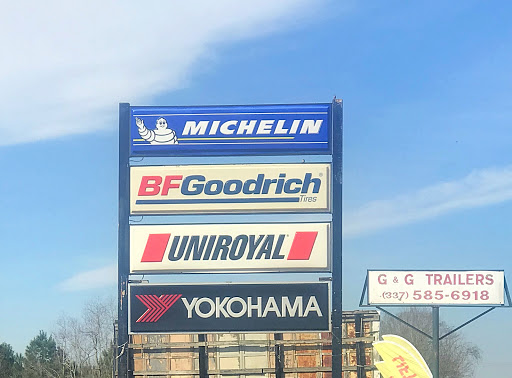 MICHELIN
BFGoodrich®
Tires
UNIROYAL
YOKOHAMA
G & G TRAILERS
(337) 585-6918